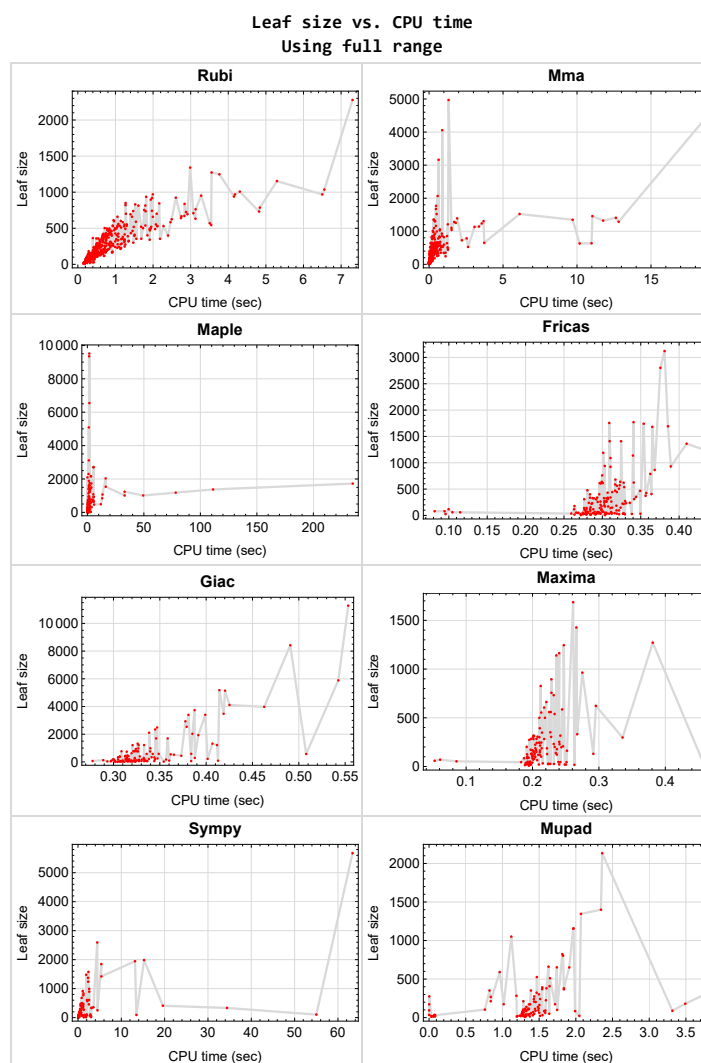 Leaf size vs. CPU time
Using full range
Rubi
Leaf size
2000
1500
1000
500
0
0 1 2 3 4 5 6 7
CPU time (sec)
Mma
Leaf size
5000
4000
3000
2000
1000
0
0 5 10 15
CPU time (sec)
Maple
Leaf size
10 000
8000
6000
4000
2000
0
0 50 100 150 200
CPU time (sec)
Fricas
Leaf size
3000
2500
2000
1500
1000
500
0
0.10 0.15 0.20 0.25 0.30 0.35 0.40
CPU time (sec)
Giac
Leaf size
10 000
8000
6000
4000
2000
0
0.30 0.35 0.40 0.45 0.50 0.55
CPU time (sec)
Maxima
Leaf size
1500
1000
500
0
0.1 0.2 0.3 0.4
CPU time (sec)
Sympy
Leaf size
5000
4000
3000
2000
1000
0
0 10 20 30 40 50 60
CPU time (sec)
Mupad
Leaf size
2000
1500
1000
500
0
0.0 0.5 1.0 1.5 2.0 2.5 3.0 3.5
CPU time (sec)